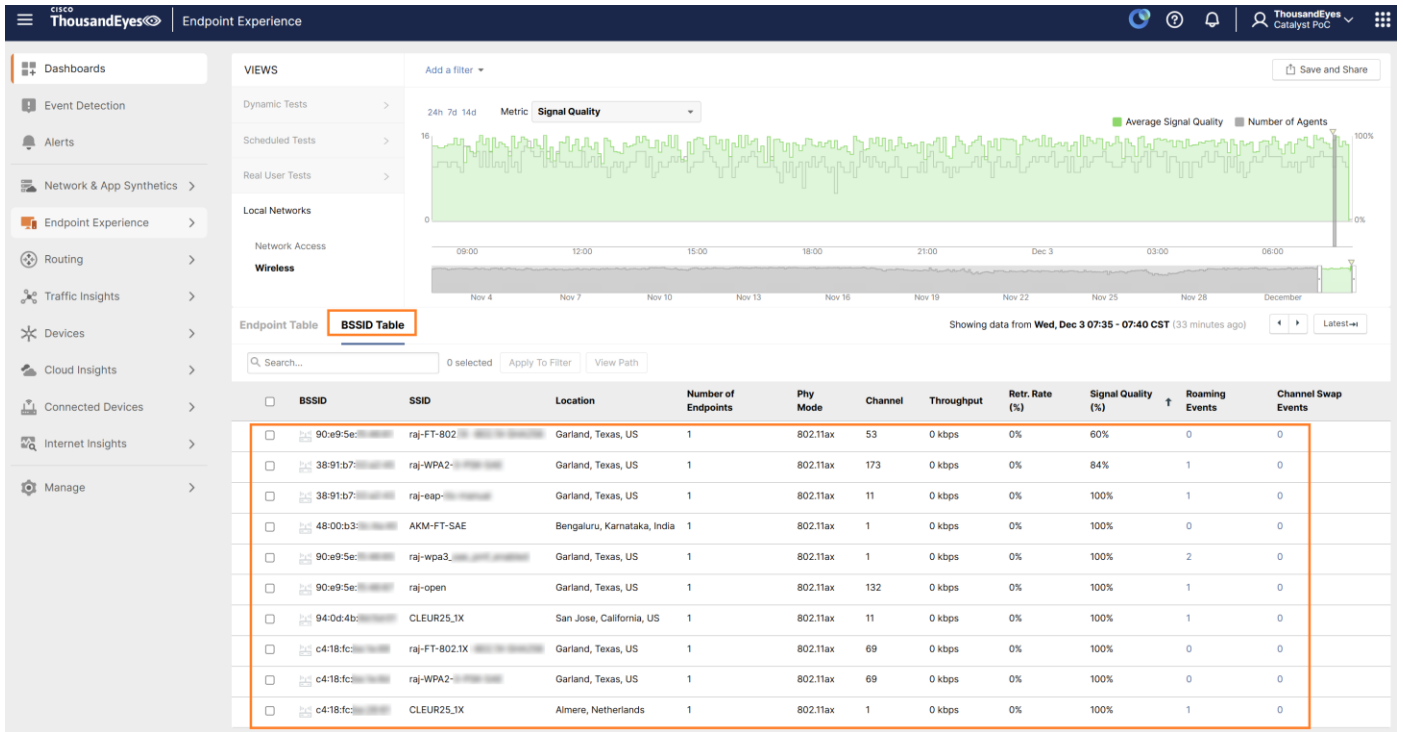 CISCO
ThousandEyes Endpoint Experience
ThousandEyes
Catalyst PoC
Dashboards
Event Detection
Alerts
Network & App Synthetics
Endpoint Experience
Routing
Traffic Insights
Devices
Cloud Insights
Connected Devices
Internet Insights
Manage
VIEWS
Dynamic Tests
Scheduled Tests
Real User Tests
Local Networks
Network Access
Wireless
Add a filter
Save and Share
24h 7d 14d Metric Signal Quality
Average Signal Quality Number of Agents
16 100%
0 0%
09:00 12:00 15:00 18:00 21:00 Dec 3 03:00 06:00
Nov 4 Nov 7 Nov 10 Nov 13 Nov 16 Nov 19 Nov 22 Nov 25 Nov 28 December
Endpoint Table BSSID Table Showing data from Wed, Dec 3 07:35 - 07:40 CST (33 minutes ago) Latest
Search... 0 selected Apply To Filter View Path
BSSID SSID Location Number of Endpoints Phy Mode Channel Throughput Retr. Rate (%) Signal Quality (%) Roaming Events Channel Swap Events
90:e9:5e: raj-FT-802 Garland, Texas, US 1 802.11ax 53 0 kbps 0% 60% 0 0
38:91:b7: raj-WPA2- Garland, Texas, US 1 802.11ax 173 0 kbps 0% 84% 1 0
38:91:b7: raj-eap- Garland, Texas, US 1 802.11ax 11 0 kbps 0% 100% 1 0
48:00:b3: AKM-FT-SAE Bengaluru, Karnataka, India 1 802.11ax 1 0 kbps 0% 100% 0 0
90:e9:5e: raj-wpa3_ Garland, Texas, US 1 802.11ax 1 0 kbps 0% 100% 2 0
90:e9:5e: raj-open Garland, Texas, US 1 802.11ax 132 0 kbps 0% 100% 1 0
94:0d:4b: CLEUR25_1X San Jose, California, US 1 802.11ax 11 0 kbps 0% 100% 1 0
c4:18:fc: raj-FT-802.1X Garland, Texas, US 1 802.11ax 69 0 kbps 0% 100% 0 0
c4:18:fc: raj-WPA2- Garland, Texas, US 1 802.11ax 69 0 kbps 0% 100% 0 0
c4:18:fc: CLEUR25_1X Almere, Netherlands 1 802.11ax 1 0 kbps 0% 100% 1 0